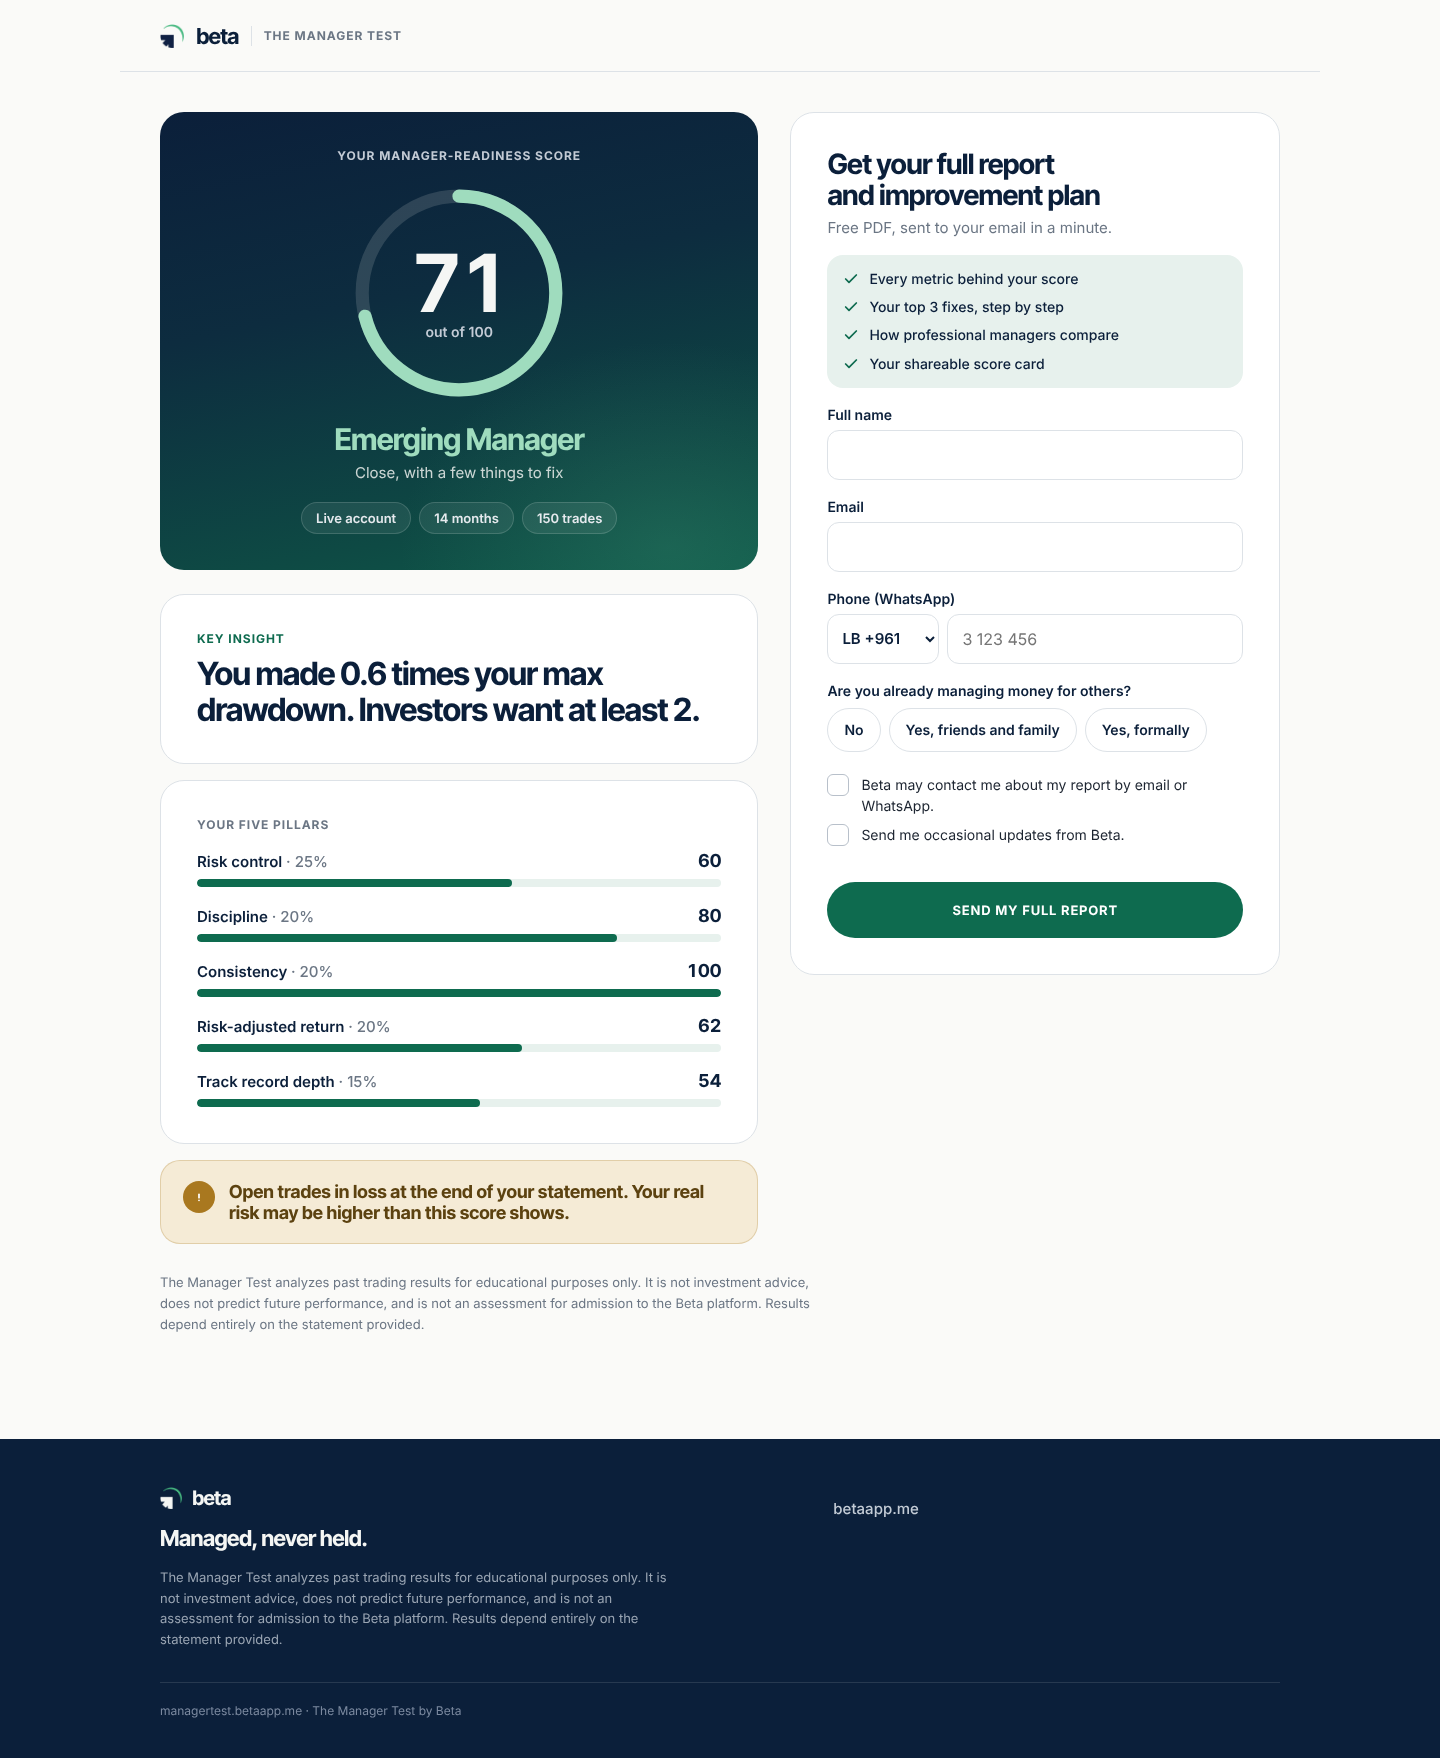 beta
THE MANAGER TEST
YOUR MANAGER-READINESS SCORE
71
out of 100
Emerging Manager
Close, with a few things to fix
Live account
14 months
150 trades
KEY INSIGHT
You made 0.6 times your max
drawdown. Investors want at least 2.
YOUR FIVE PILLARS
Risk control · 25%
60
Discipline · 20%
80
Consistency · 20%
100
Risk-adjusted return · 20%
62
Track record depth · 15%
54
!
Open trades in loss at the end of your statement. Your real
risk may be higher than this score shows.
The Manager Test analyzes past trading results for educational purposes only. It is not investment advice,
does not predict future performance, and is not an assessment for admission to the Beta platform. Results
depend entirely on the statement provided.
Get your full report
and improvement plan
Free PDF, sent to your email in a minute.
Every metric behind your score
Your top 3 fixes, step by step
How professional managers compare
Your shareable score card
Full name
Email
Phone (WhatsApp)
LB +961
3 123 456
Are you already managing money for others?
No
Yes, friends and family
Yes, formally
Beta may contact me about my report by email or
WhatsApp.
Send me occasional updates from Beta.
SEND MY FULL REPORT
beta
Managed, never held.
The Manager Test analyzes past trading results for educational purposes only. It is
not investment advice, does not predict future performance, and is not an
assessment for admission to the Beta platform. Results depend entirely on the
statement provided.
betaapp.me
managertest.betaapp.me · The Manager Test by Beta